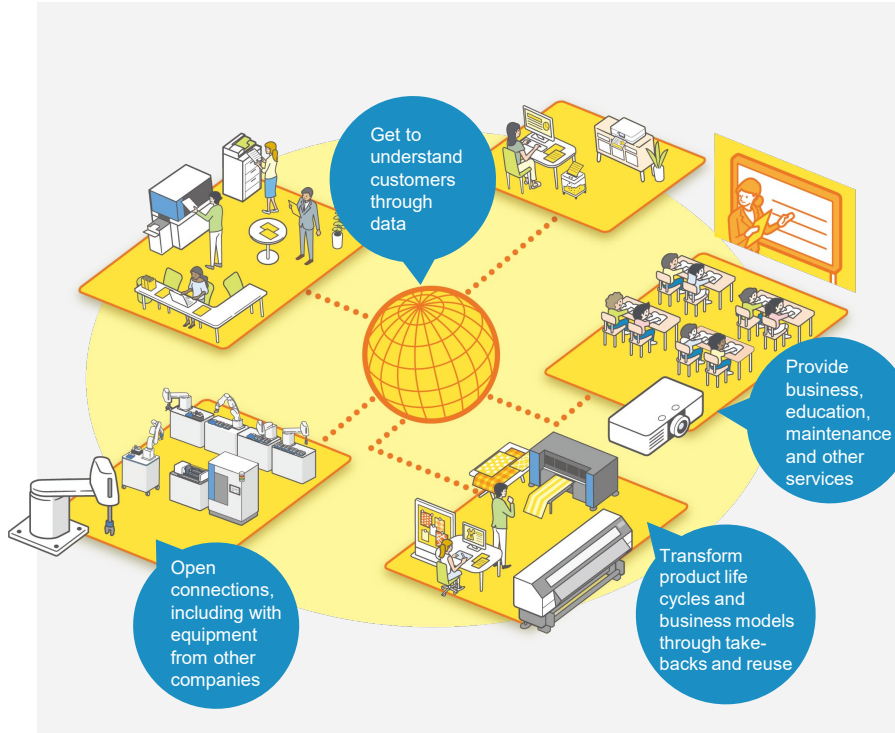 Get to
understand
customers
through
data
Provide
business,
education,
maintenance
and other
services
Open
connections,
including with
equipment
from other
companies
Transform
product life
cycles and
business models
through take-
backs and reuse